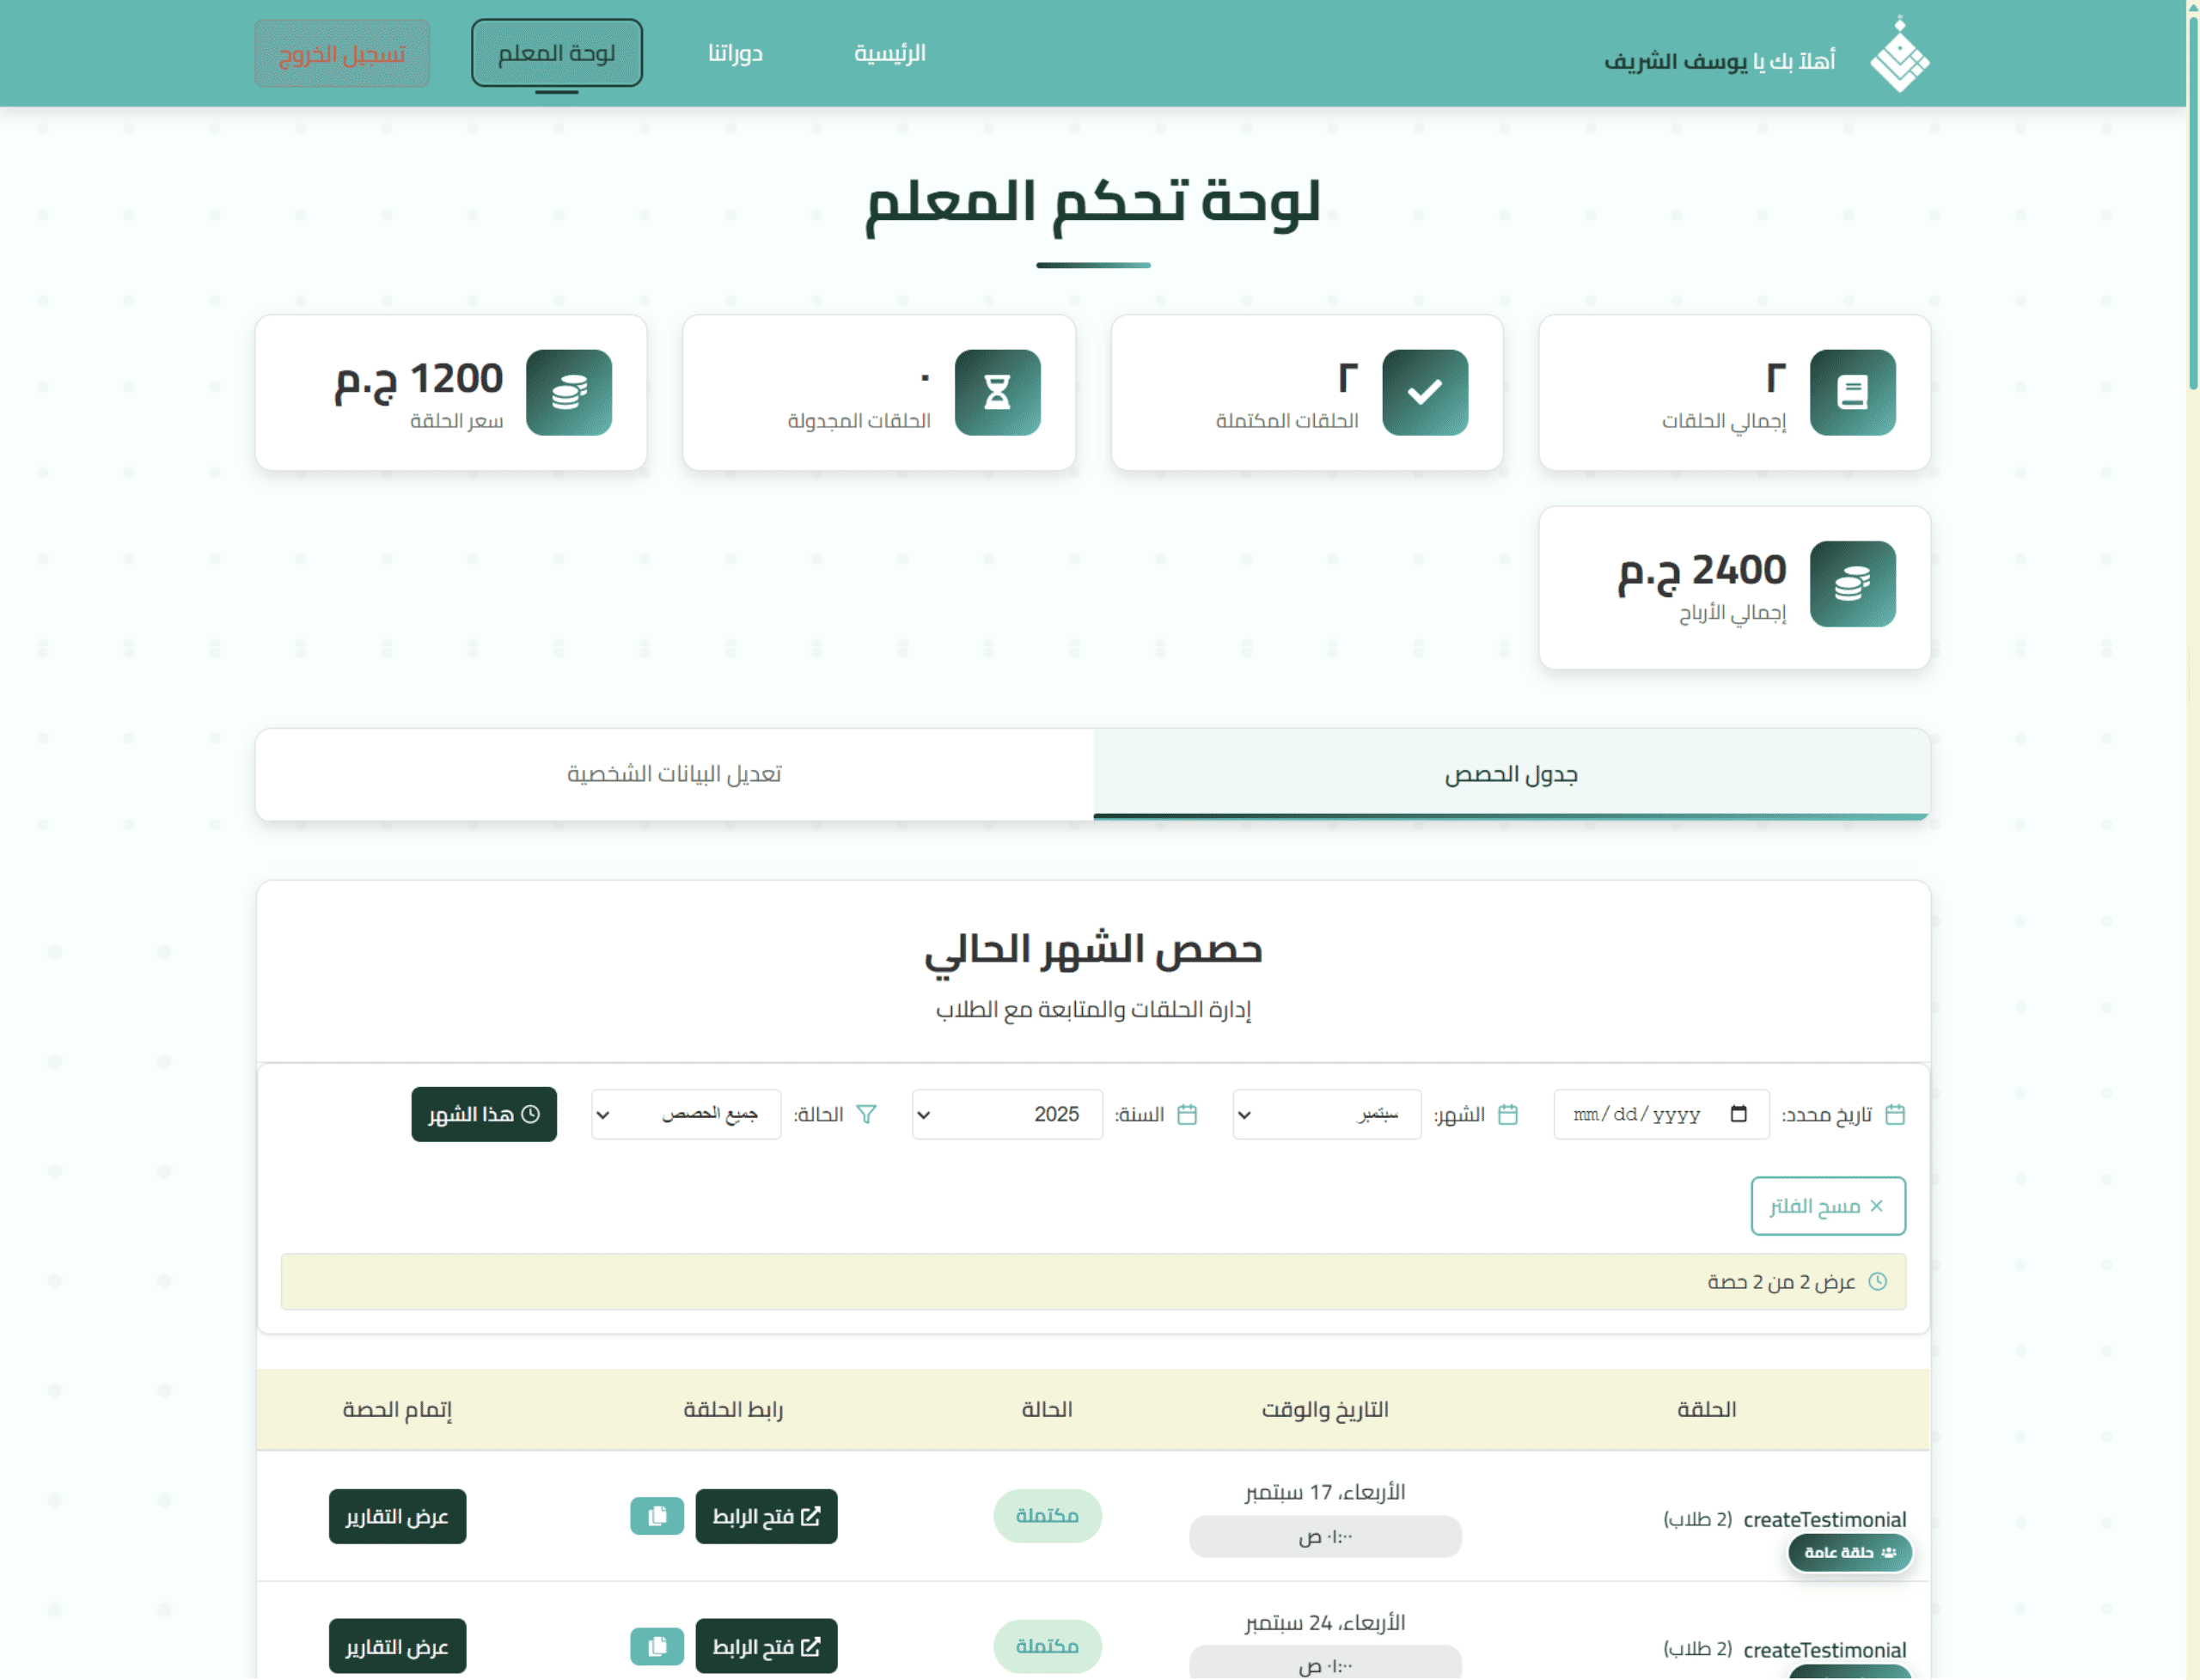 أهلاً بك يا يوسف الشريف
الرئيسية
دوراتنا
لوحة المعلم
تسجيل الخروج
لوحة تحكم المعلم
٢
إجمالي الحلقات
٢
الحلقات المكتملة
٠
الحلقات المجدولة
1200 ج.م
سعر الحلقة
2400 ج.م
إجمالي الأرباح
جدول الحصص
تعديل البيانات الشخصية
حصص الشهر الحالي
إدارة الحلقات والمتابعة مع الطلاب
تاريخ محدد: mm/dd/yyyy
الشهر: سبتمبر
السنة: 2025
الحالة: جميع الحصص
هذا الشهر
مسح الفلتر
عرض 2 من 2 حصة
الحلقة
التاريخ والوقت
الحالة
رابط الحلقة
إتمام الحصة
createTestimonial (2 طلاب)
حلقة عامة
الأربعاء، 17 سبتمبر
٠١:٠٠ ص
مكتملة
فتح الرابط
عرض التقارير
createTestimonial (2 طلاب)
الأربعاء، 24 سبتمبر
٠١:٠٠ ص
مكتملة
فتح الرابط
عرض التقارير